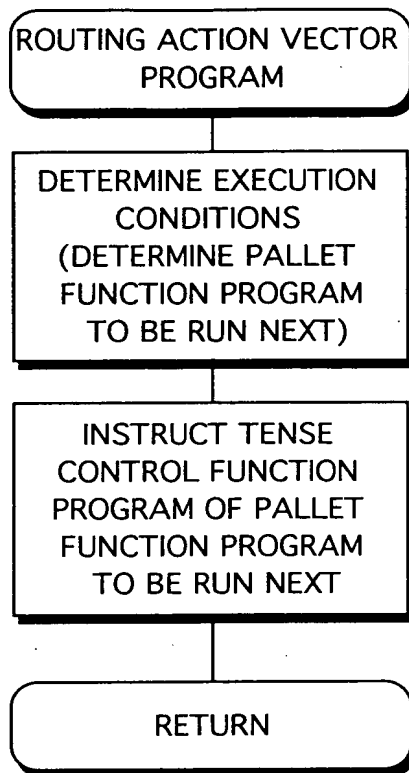 ROUTING ACTION VECTOR
PROGRAM
DETERMINE EXECUTION
CONDITIONS
(DETERMINE PALLET
FUNCTION PROGRAM
TO BE RUN NEXT)
INSTRUCT TENSE
CONTROL FUNCTION
PROGRAM OF PALLET
FUNCTION PROGRAM
TO BE RUN NEXT
RETURN